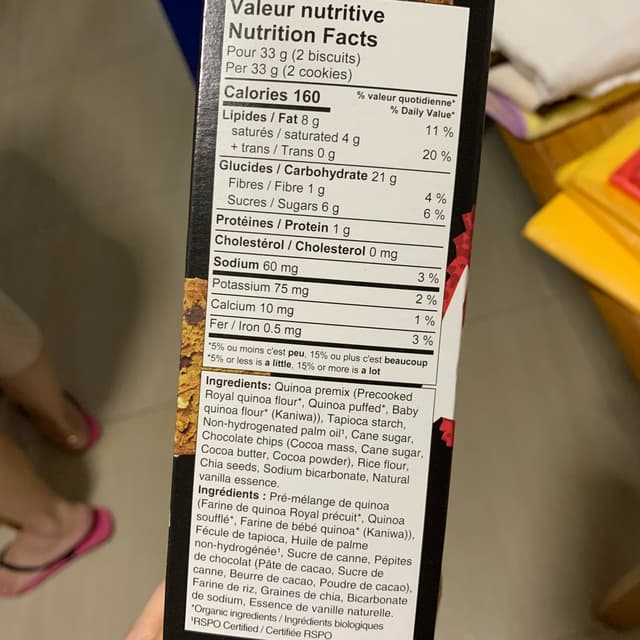 Valeur nutritive
Nutrition Facts
Pour 33 g (2 biscuits)
Per 33 g (2 cookies)
Calories 160
% valeur quotidienne*
% Daily Value*
Lipides / Fat 8 g 11 %
saturés / saturated 4 g
+ trans / Trans 0 g 20 %
Glucides / Carbohydrate 21 g
Fibres / Fibre 1 g 4 %
Sucres / Sugars 6 g 6 %
Protéines / Protein 1 g
Cholestérol / Cholesterol 0 mg
Sodium 60 mg 3 %
Potassium 75 mg 2 %
Calcium 10 mg 1 %
Fer / Iron 0.5 mg 3 %
*5% ou moins c'est peu, 15% ou plus c'est beaucoup
*5% or less is a little, 15% or more is a lot
Ingredients: Quinoa premix (Precooked
Royal quinoa flour*, Quinoa puffed*, Baby
quinoa flour* (Kaniwa)), Tapioca starch,
Non-hydrogenated palm oil¹, Cane sugar,
Chocolate chips (Cocoa mass, Cane sugar,
Cocoa butter, Cocoa powder), Rice flour,
Chia seeds, Sodium bicarbonate, Natural
vanilla essence.
Ingrédients : Pré-mélange de quinoa
(Farine de quinoa Royal précuit*, Quinoa
soufflé*, Farine de bébé quinoa* (Kaniwa)),
Fécule de tapioca, Huile de palme
non-hydrogénée¹, Sucre de canne, Pépites
de chocolat (Pâte de cacao, Sucre de
canne, Beurre de cacao, Poudre de cacao),
Farine de riz, Graines de chia, Bicarbonate
de sodium, Essence de vanille naturelle.
*Organic ingredients / Ingrédients biologiques
¹RSPO Certified / Certifiée RSPO